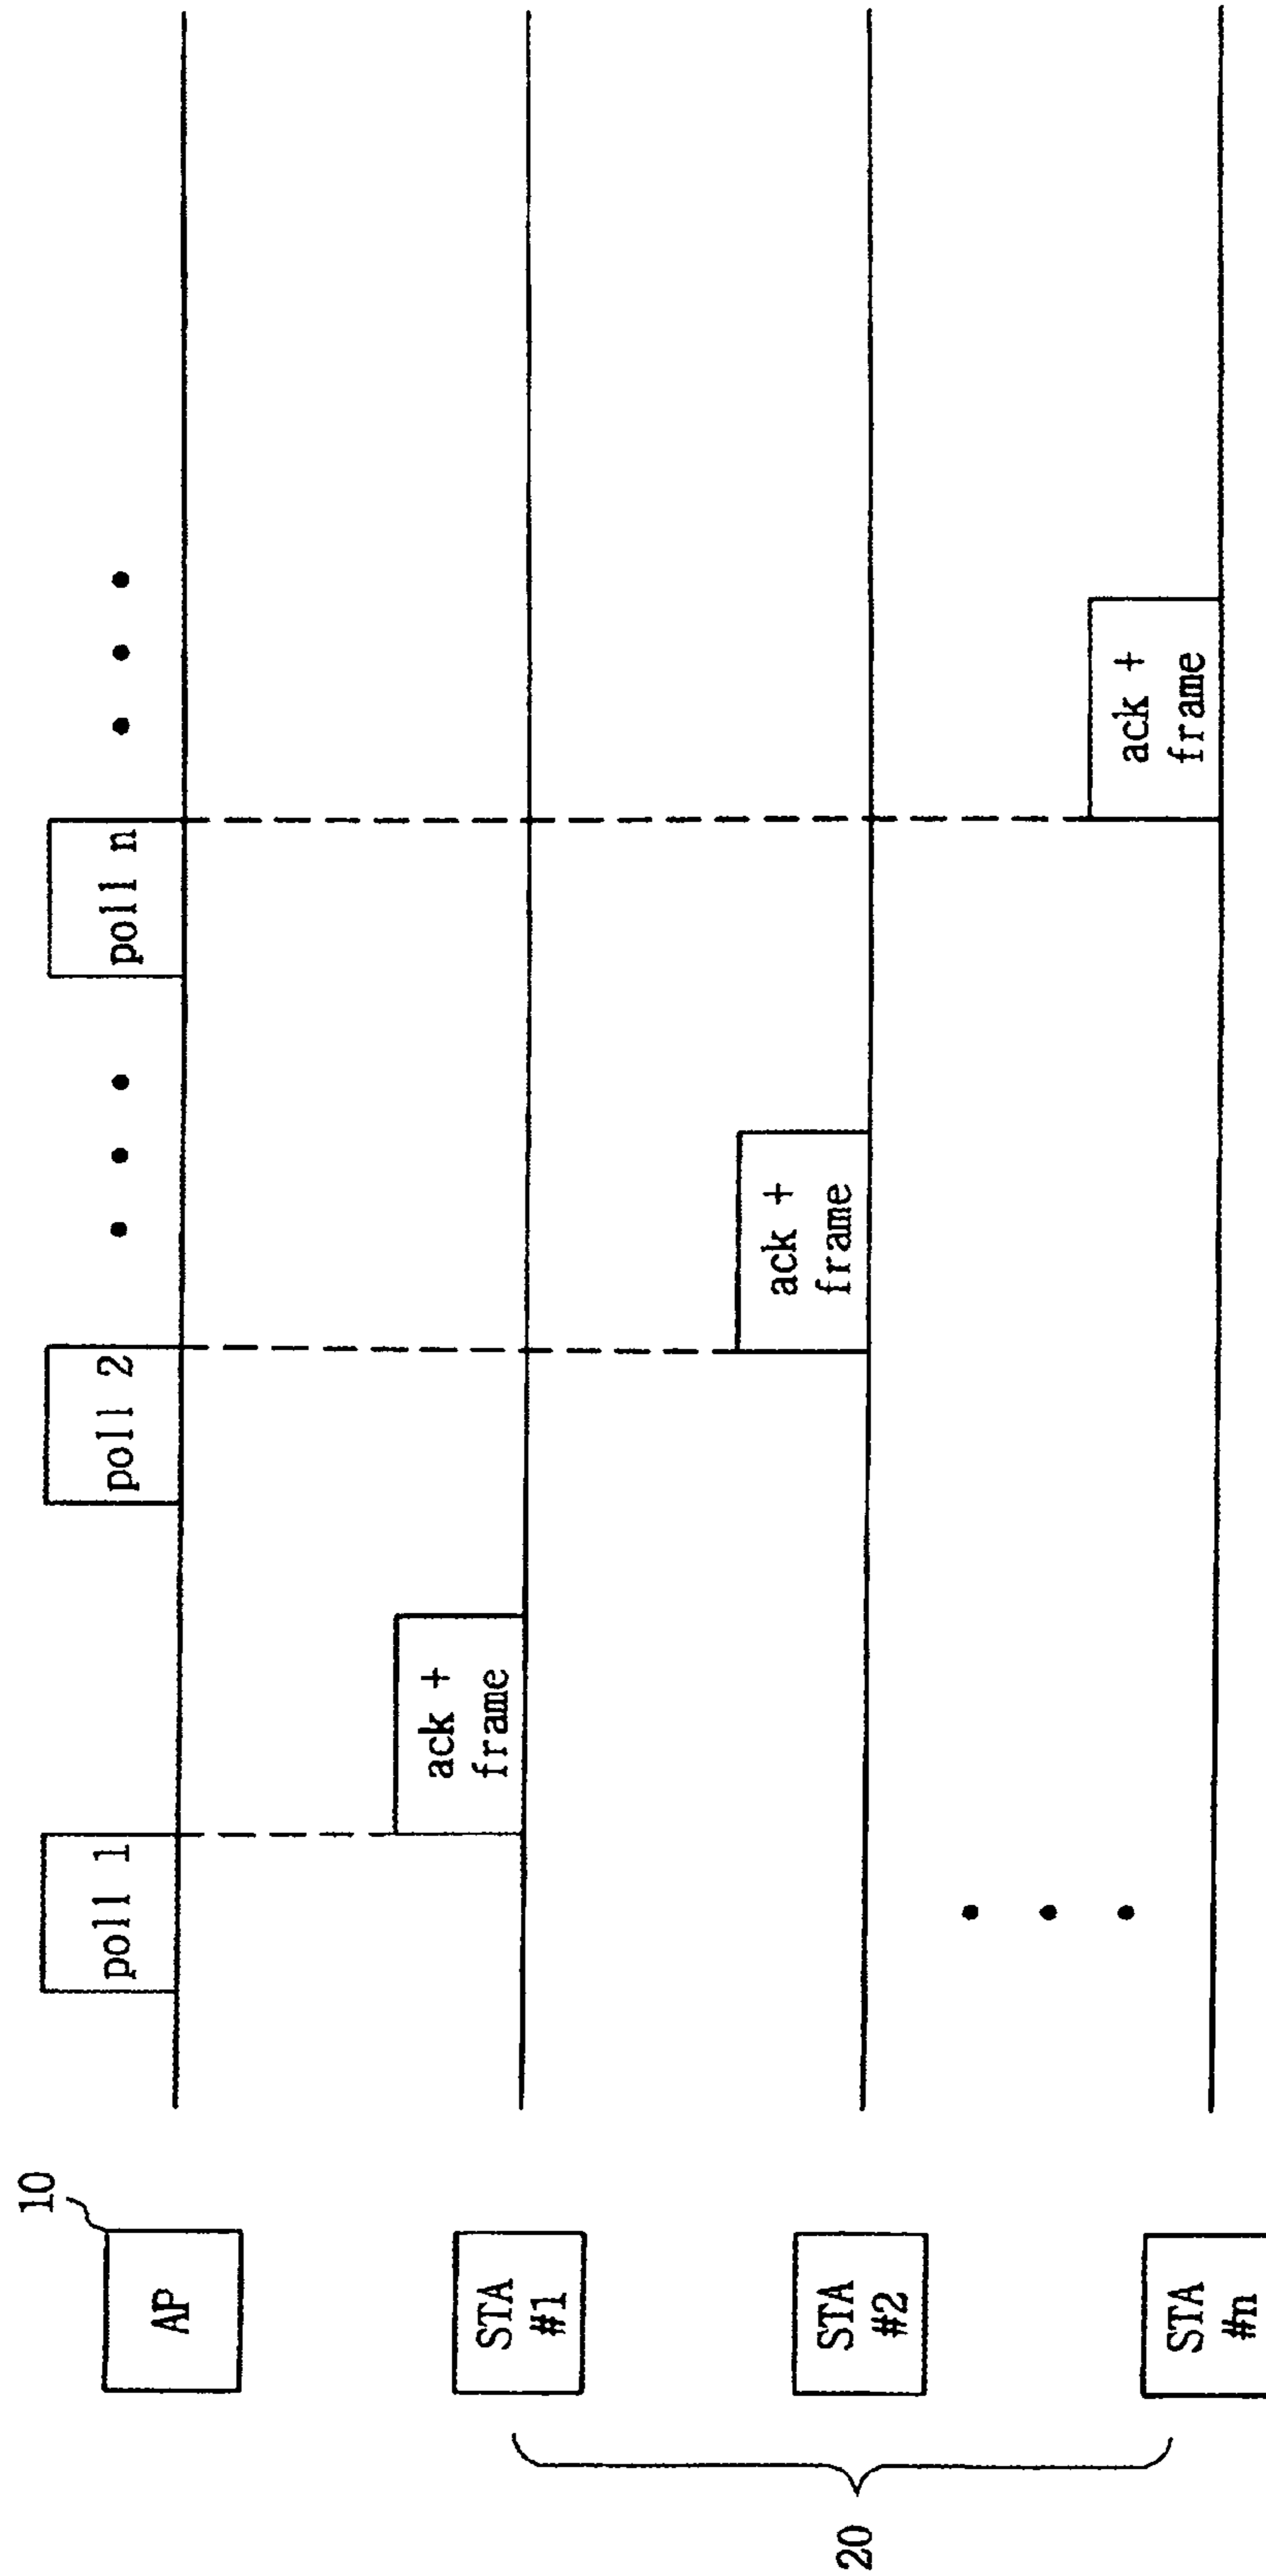 10
AP
poll 1
poll 2
poll n
STA
#1
ack +
frame
STA
#2
ack +
frame
20
STA
#n
ack +
frame